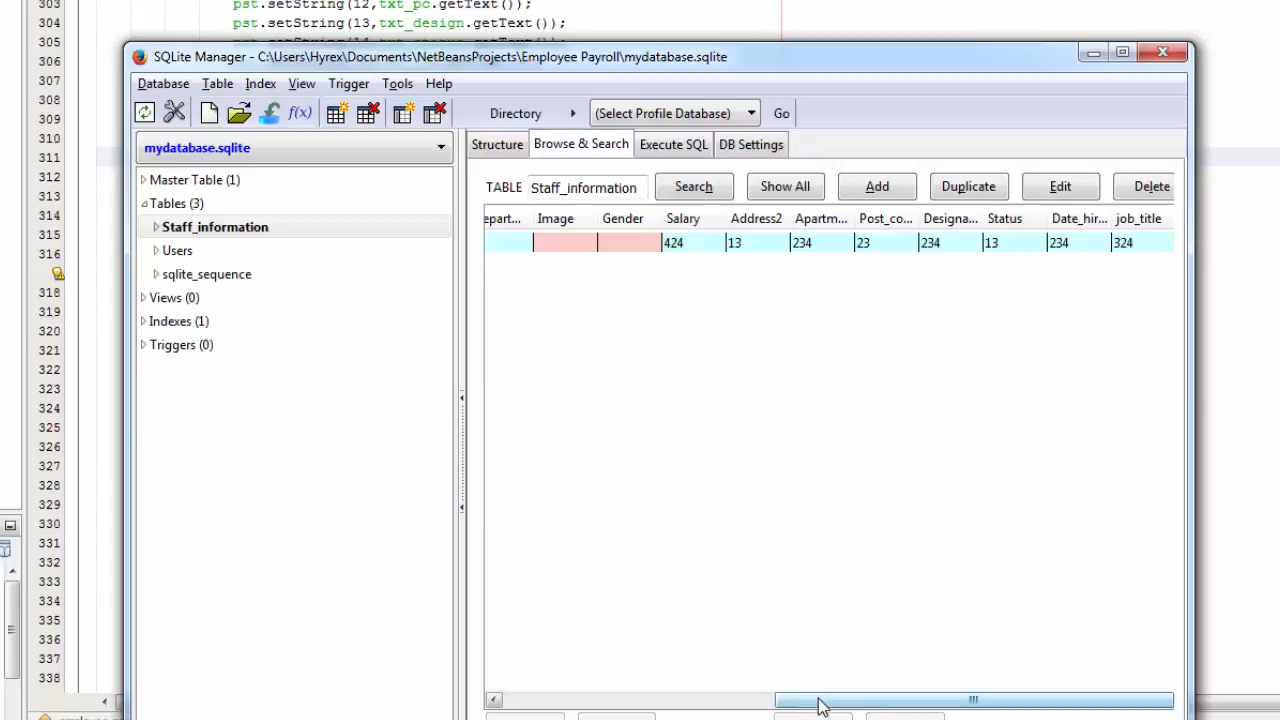 303 pst.setString(12,txt_pc.getText());
304 pst.setString(13,txt_design.getText());
305
SQLite Manager - C:\Users\Hyrex\Documents\NetBeansProjects\Employee Payroll\mydatabase.sqlite
Database Table Index View Trigger Tools Help
f(x) Directory (Select Profile Database) Go
mydatabase.sqlite
Structure Browse & Search Execute SQL DB Settings
TABLE Staff_information Search Show All Add Duplicate Edit Delete
epart... Image Gender Salary Address2 Apartm... Post_co... Designa... Status Date_hir... job_title
424 13 234 23 234 13 234 324
Master Table (1)
Tables (3)
Staff_information
Users
sqlite_sequence
Views (0)
Indexes (1)
Triggers (0)
306
307
308
309
310
311
312
313
314
315
316
318
319
320
321
322
323
324
325
326
327
328
329
330
331
332
333
334
335
336
337
338